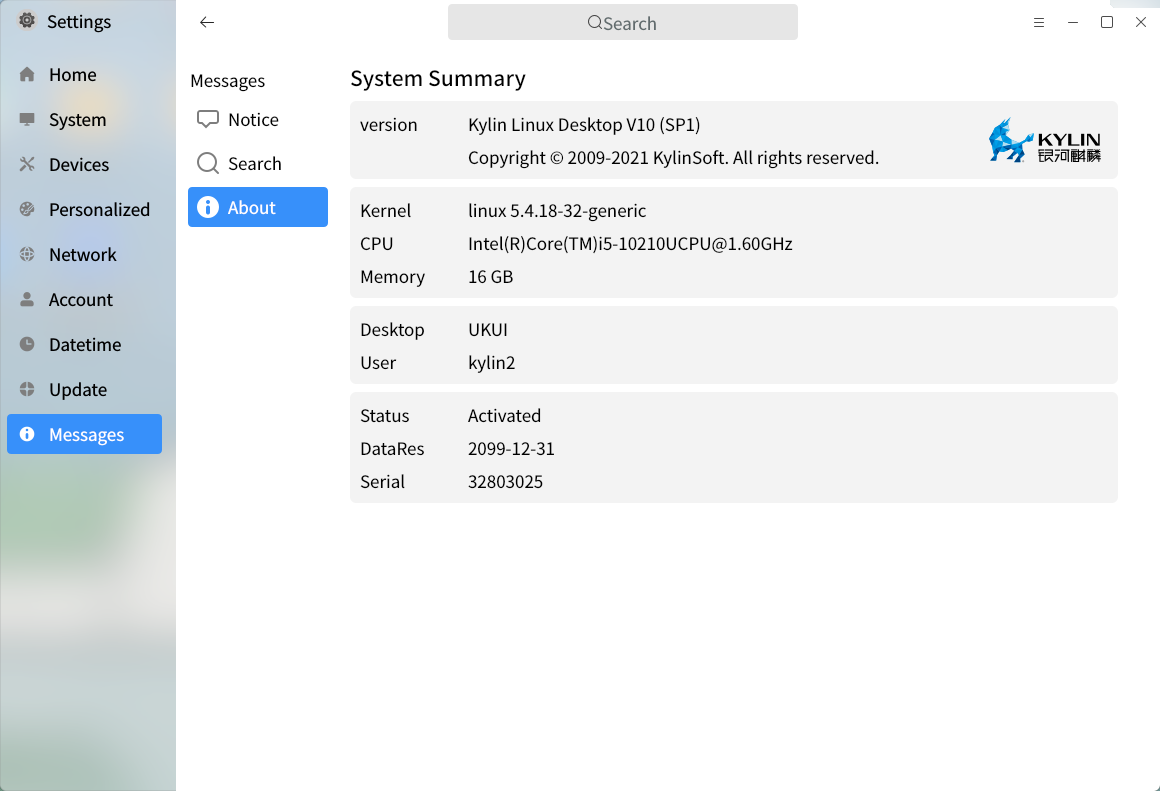 Settings
Search
Home
System
Devices
Personalized
Network
Account
Datetime
Update
Messages
Messages
Notice
Search
About
System Summary
version Kylin Linux Desktop V10 (SP1)
Copyright © 2009-2021 KylinSoft. All rights reserved.
KYLIN
银河麒麟
Kernel linux 5.4.18-32-generic
CPU Intel(R)Core(TM)i5-10210UCPU@1.60GHz
Memory 16 GB
Desktop UKUI
User kylin2
Status Activated
DataRes 2099-12-31
Serial 32803025